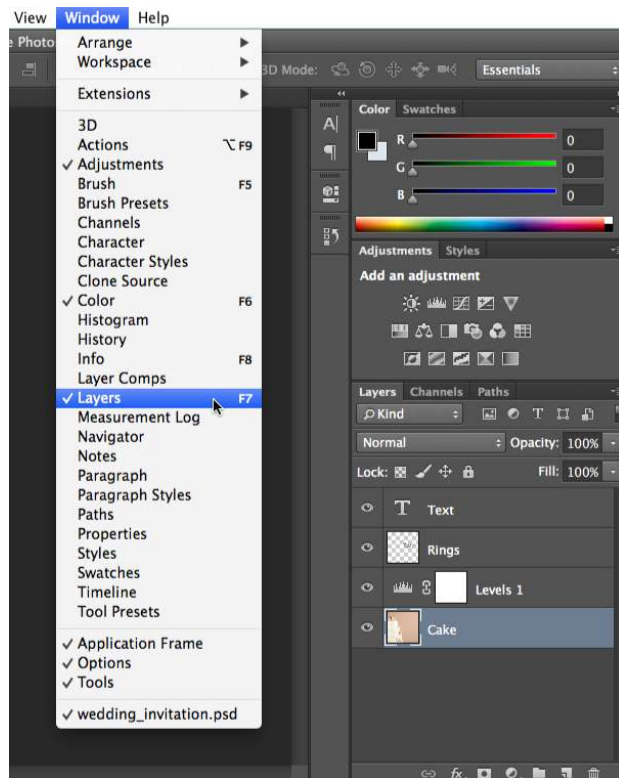 View Window Help
e Photo
Arrange
Workspace
Extensions
3D
Actions ⌥ F9
✓ Adjustments
Brush F5
Brush Presets
Channels
Character
Character Styles
Clone Source
✓ Color F6
Histogram
History
Info F8
Layer Comps
✓ Layers F7
Measurement Log
Navigator
Notes
Paragraph
Paragraph Styles
Paths
Properties
Styles
Swatches
Timeline
Tool Presets
✓ Application Frame
✓ Options
✓ Tools
✓ wedding_invitation.psd
3D Mode: Essentials
Color Swatches
R 0
G 0
B 0
Adjustments Styles
Add an adjustment
Layers Channels Paths
Kind
Normal Opacity: 100%
Lock: Fill: 100%
T Text
Rings
Levels 1
Cake
fx